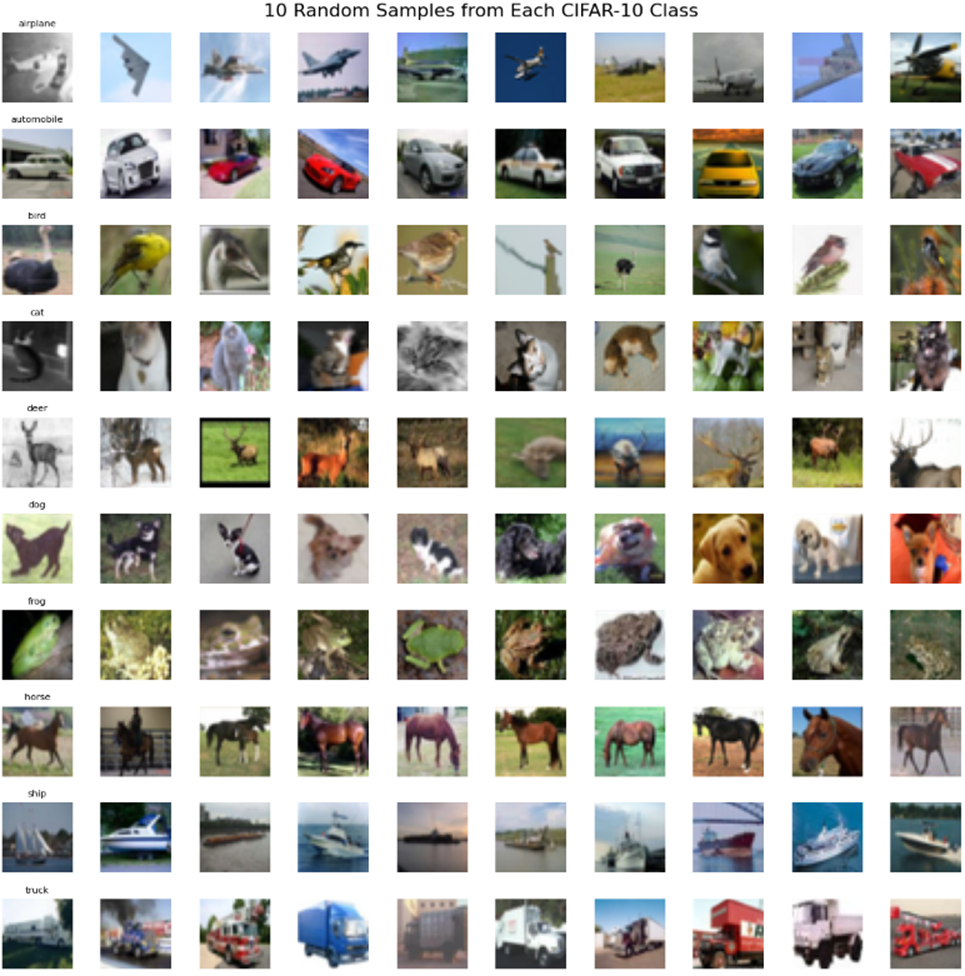 10 Random Samples from Each CIFAR-10 Class
airplane
automobile
bird
cat
deer
dog
frog
horse
ship
truck